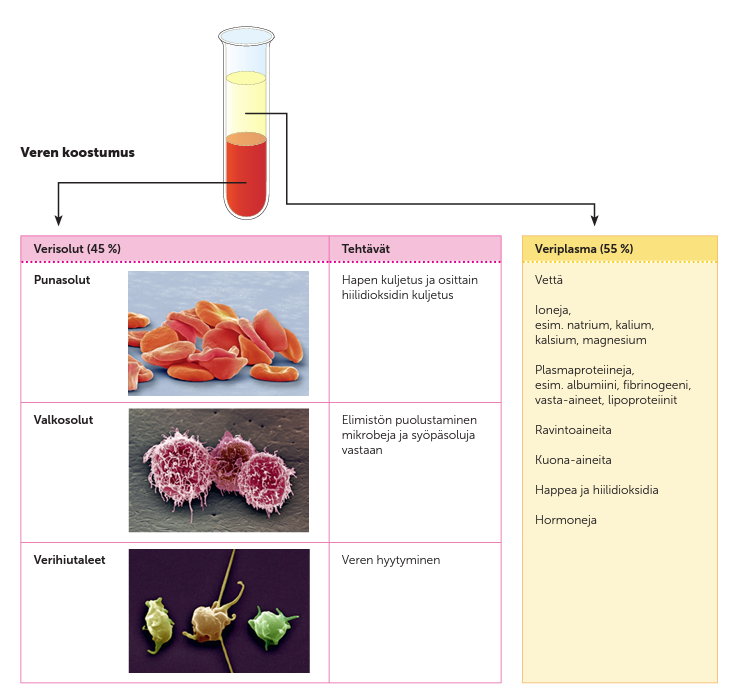 Veren koostumus
Verisolut (45 %)
Tehtävät
Punasolut
Hapen kuljetus ja osittain
hiilidioksidin kuljetus
Valkosolut
Elimistön puolustaminen
mikrobeja ja syöpäsoluja
vastaan
Verihiutaleet
Veren hyytyminen
Veriplasma (55 %)
Vettä
Ioneja,
esim. natrium, kalium,
kalsium, magnesium
Plasmaproteiineja,
esim. albumiini, fibrinogeeni,
vasta-aineet, lipoproteiinit
Ravintoaineita
Kuona-aineita
Happea ja hiilidioksidia
Hormoneja